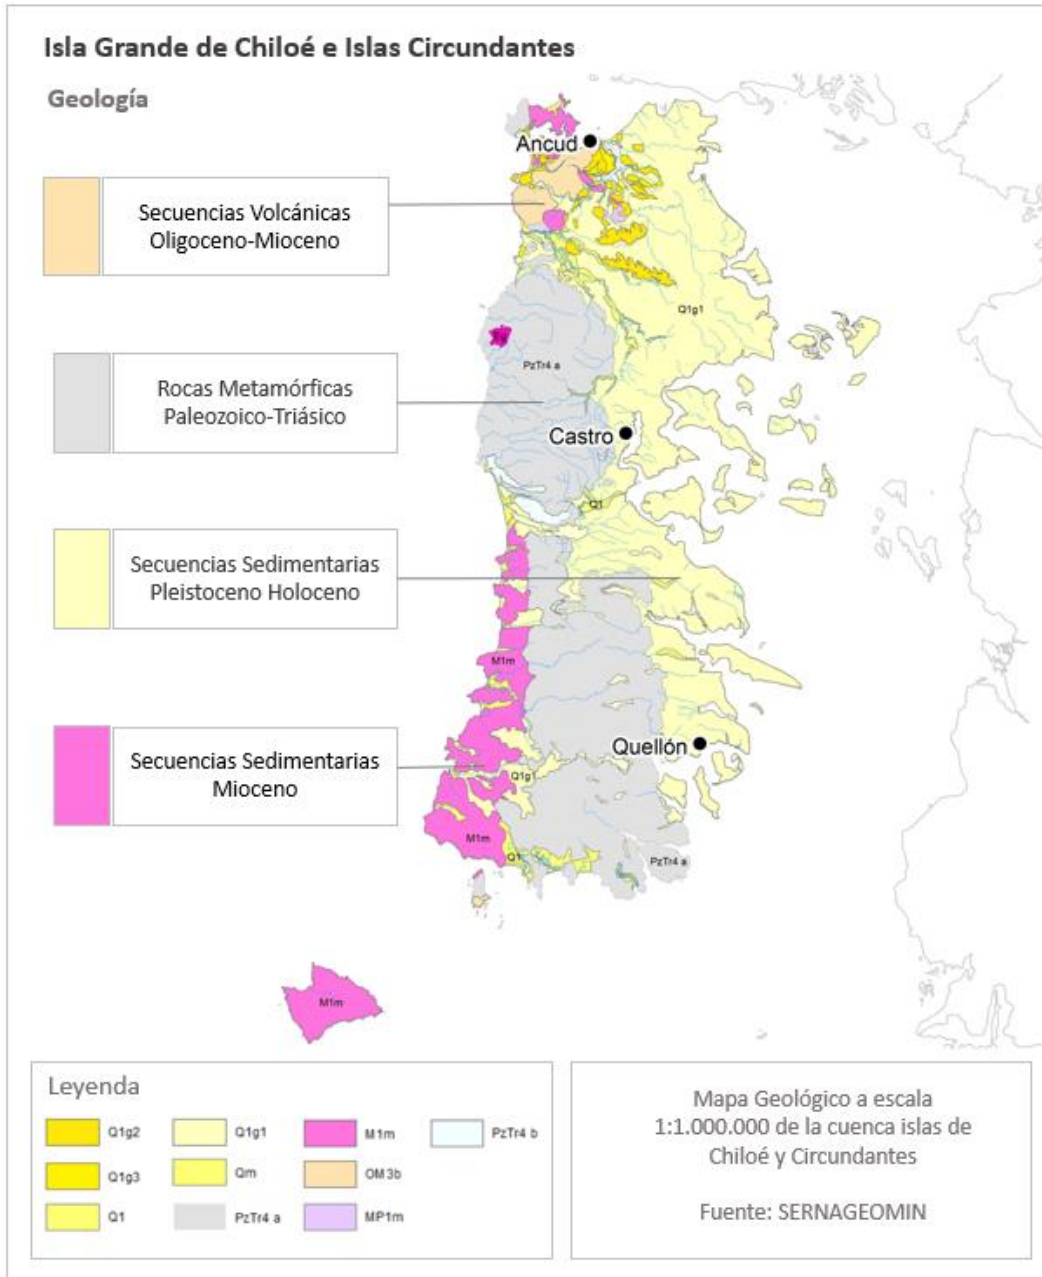 Isla Grande de Chiloé e Islas Circundantes
Geología
Ancud
Secuencias Volcánicas
Oligoceno-Mioceno
Q1g1
Rocas Metamórficas
Paleozoico-Triásico
PzTr4 a
Castro
Q1
Secuencias Sedimentarias
Pleistoceno Holoceno
M1m
Quellón
Secuencias Sedimentarias
Mioceno
Q1g1
M1m
Q1
PzTr4 a
M1m
Leyenda
Q1g2
Q1g1
M1m
PzTr4 b
Q1g3
Qm
OM3b
Q1
PzTr4 a
MP1m
Mapa Geológico a escala
1:1.000.000 de la cuenca islas de
Chiloé y Circundantes
Fuente: SERNAGEOMIN